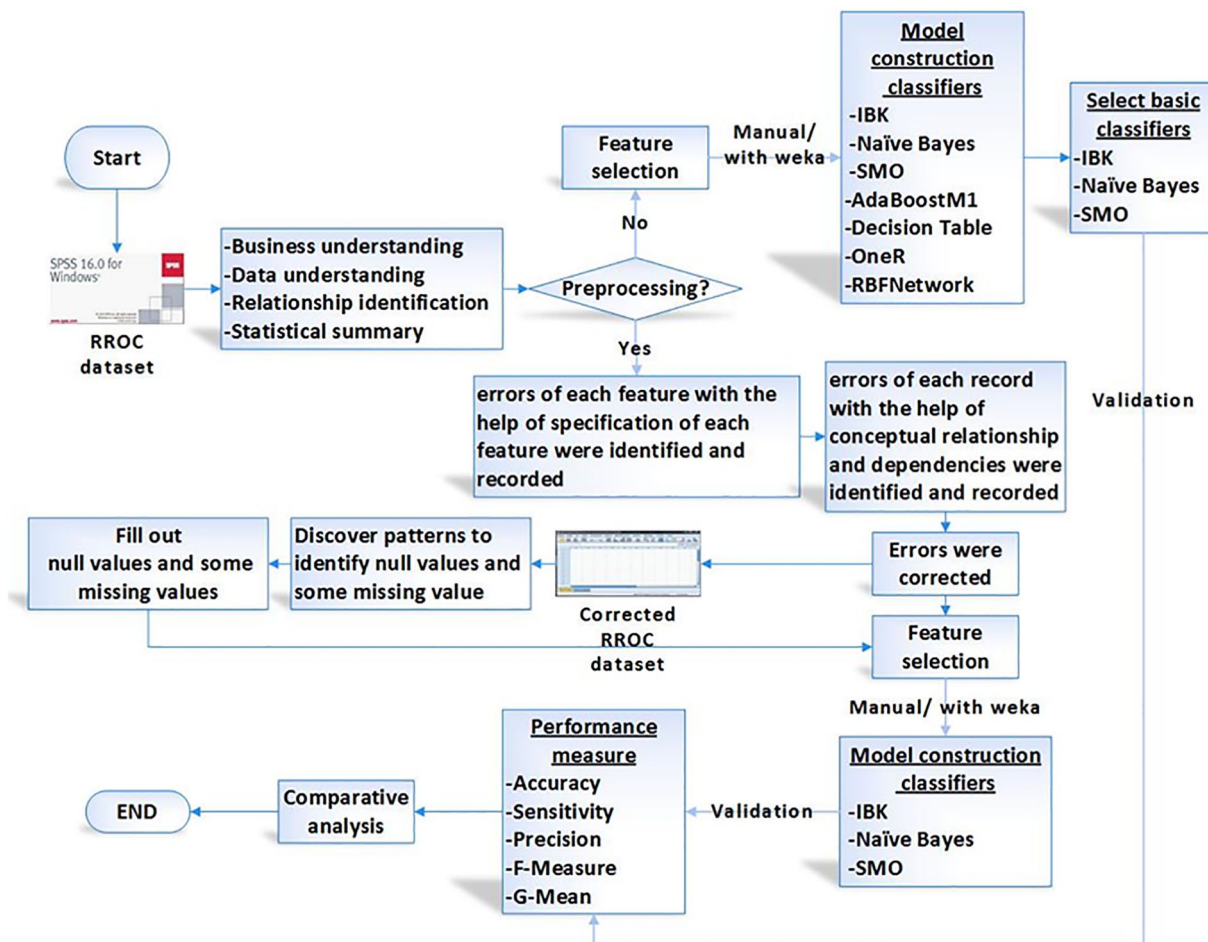 Start
SPSS 16.0 for
Windows
SPSS
RROC
dataset
-Business understanding
-Data understanding
-Relationship identification
-Statistical summary
Preprocessing?
No
Feature
selection
Manual/
with weka
Model
construction
classifiers
-IBK
-Naïve Bayes
-SMO
-AdaBoostM1
-Decision Table
-OneR
-RBFNetwork
Select basic
classifiers
-IBK
-Naïve Bayes
-SMO
Validation
Yes
errors of each feature with the
help of specification of each
feature were identified and
recorded
errors of each record
with the help of
conceptual relationship
and dependencies were
identified and recorded
Errors were
corrected
Corrected
RROC
dataset
Discover patterns to
identify null values and
some missing value
Fill out
null values and some
missing values
Feature
selection
Manual/ with weka
Model construction
classifiers
-IBK
-Naïve Bayes
-SMO
Validation
Performance
measure
-Accuracy
-Sensitivity
-Precision
-F-Measure
-G-Mean
Comparative
analysis
END